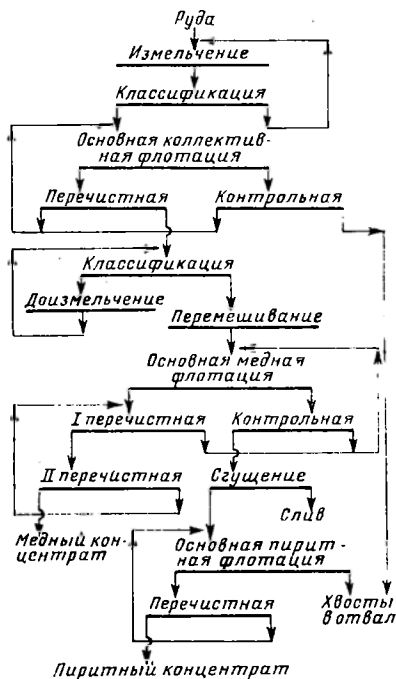 Руда
Измельчение
Классификация
Основная коллектив-
ная флотация
Перечистная
Контрольная
Классификация
Доизмельчение
Перемешивание
Основная медная
флотация
I перечистная
Контрольная
II перечистная
Сгущение
Слив
Медный кон-
центрат
Основная пирит-
ная флотация
Перечистная
Хвосты
в отвал
Пиритный концентрат